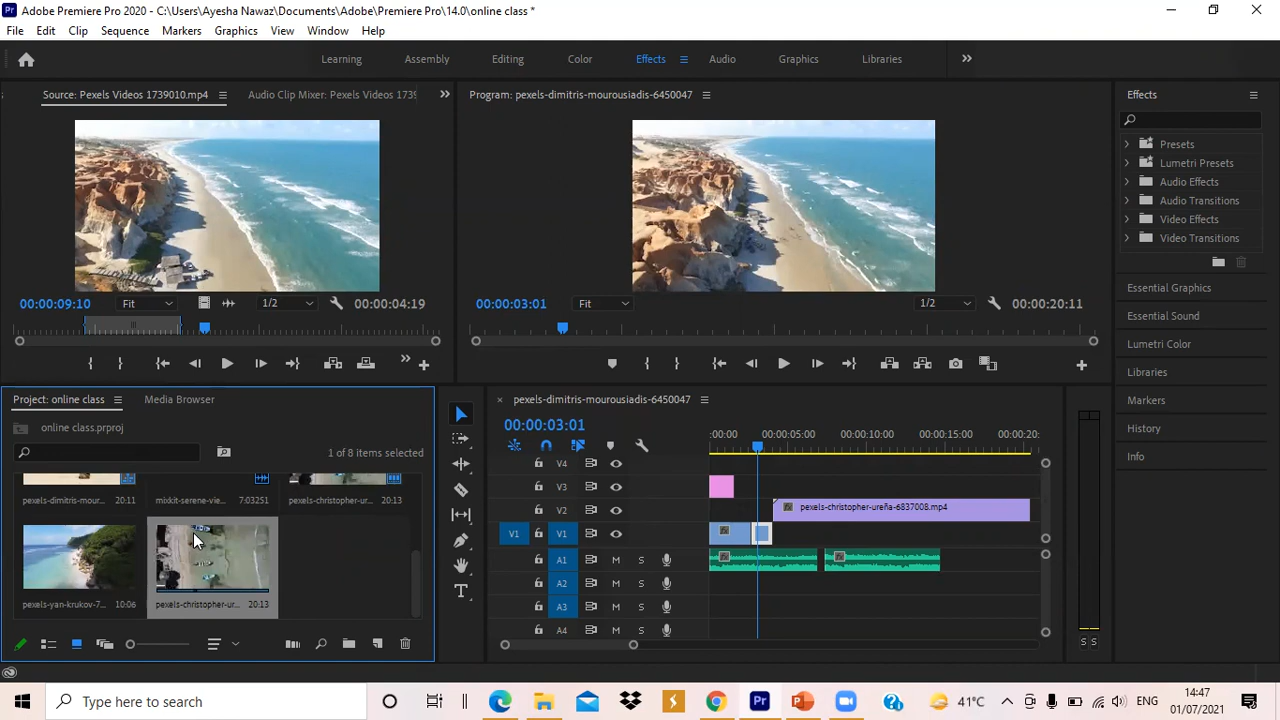 Adobe Premiere Pro 2020 - C:\Users\Ayesha Nawaz\Documents\Adobe\Premiere Pro\14.0\online class *
File Edit Clip Sequence Markers Graphics View Window Help
Learning Assembly Editing Color Effects Audio Graphics Libraries
Source: Pexels Videos 1739010.mp4 Audio Clip Mixer: Pexels Videos 1739
Program: pexels-dimitris-mourousiadis-6450047
Effects
Presets
Lumetri Presets
Audio Effects
Audio Transitions
Video Effects
Video Transitions
00:00:09:10 Fit 1/2 00:00:04:19
00:00:03:01 Fit 1/2 00:00:20:11
Essential Graphics
Essential Sound
Lumetri Color
Libraries
Markers
History
Info
Project: online class Media Browser
online class.prproj
1 of 8 items selected
pexels-dimitris-mour... 20:11 mixkit-serene-vie... 7.03251 pexels-christopher-ur... 20:13
pexels-yan-krukov-7... 10:06 pexels-christopher-ur... 20:13
pexels-dimitris-mourousiadis-6450047
00:00:03:01
:00:00 00:00:05:00 00:00:10:00 00:00:15:00 00:00:20:
V4
V3
V2 pexels-christopher-ureña-6837008.mp4
V1 V1
A1 M S
A2 M S
A3 M S
A4 M S
S S
Type here to search
41°C ENG 14:47
01/07/2021